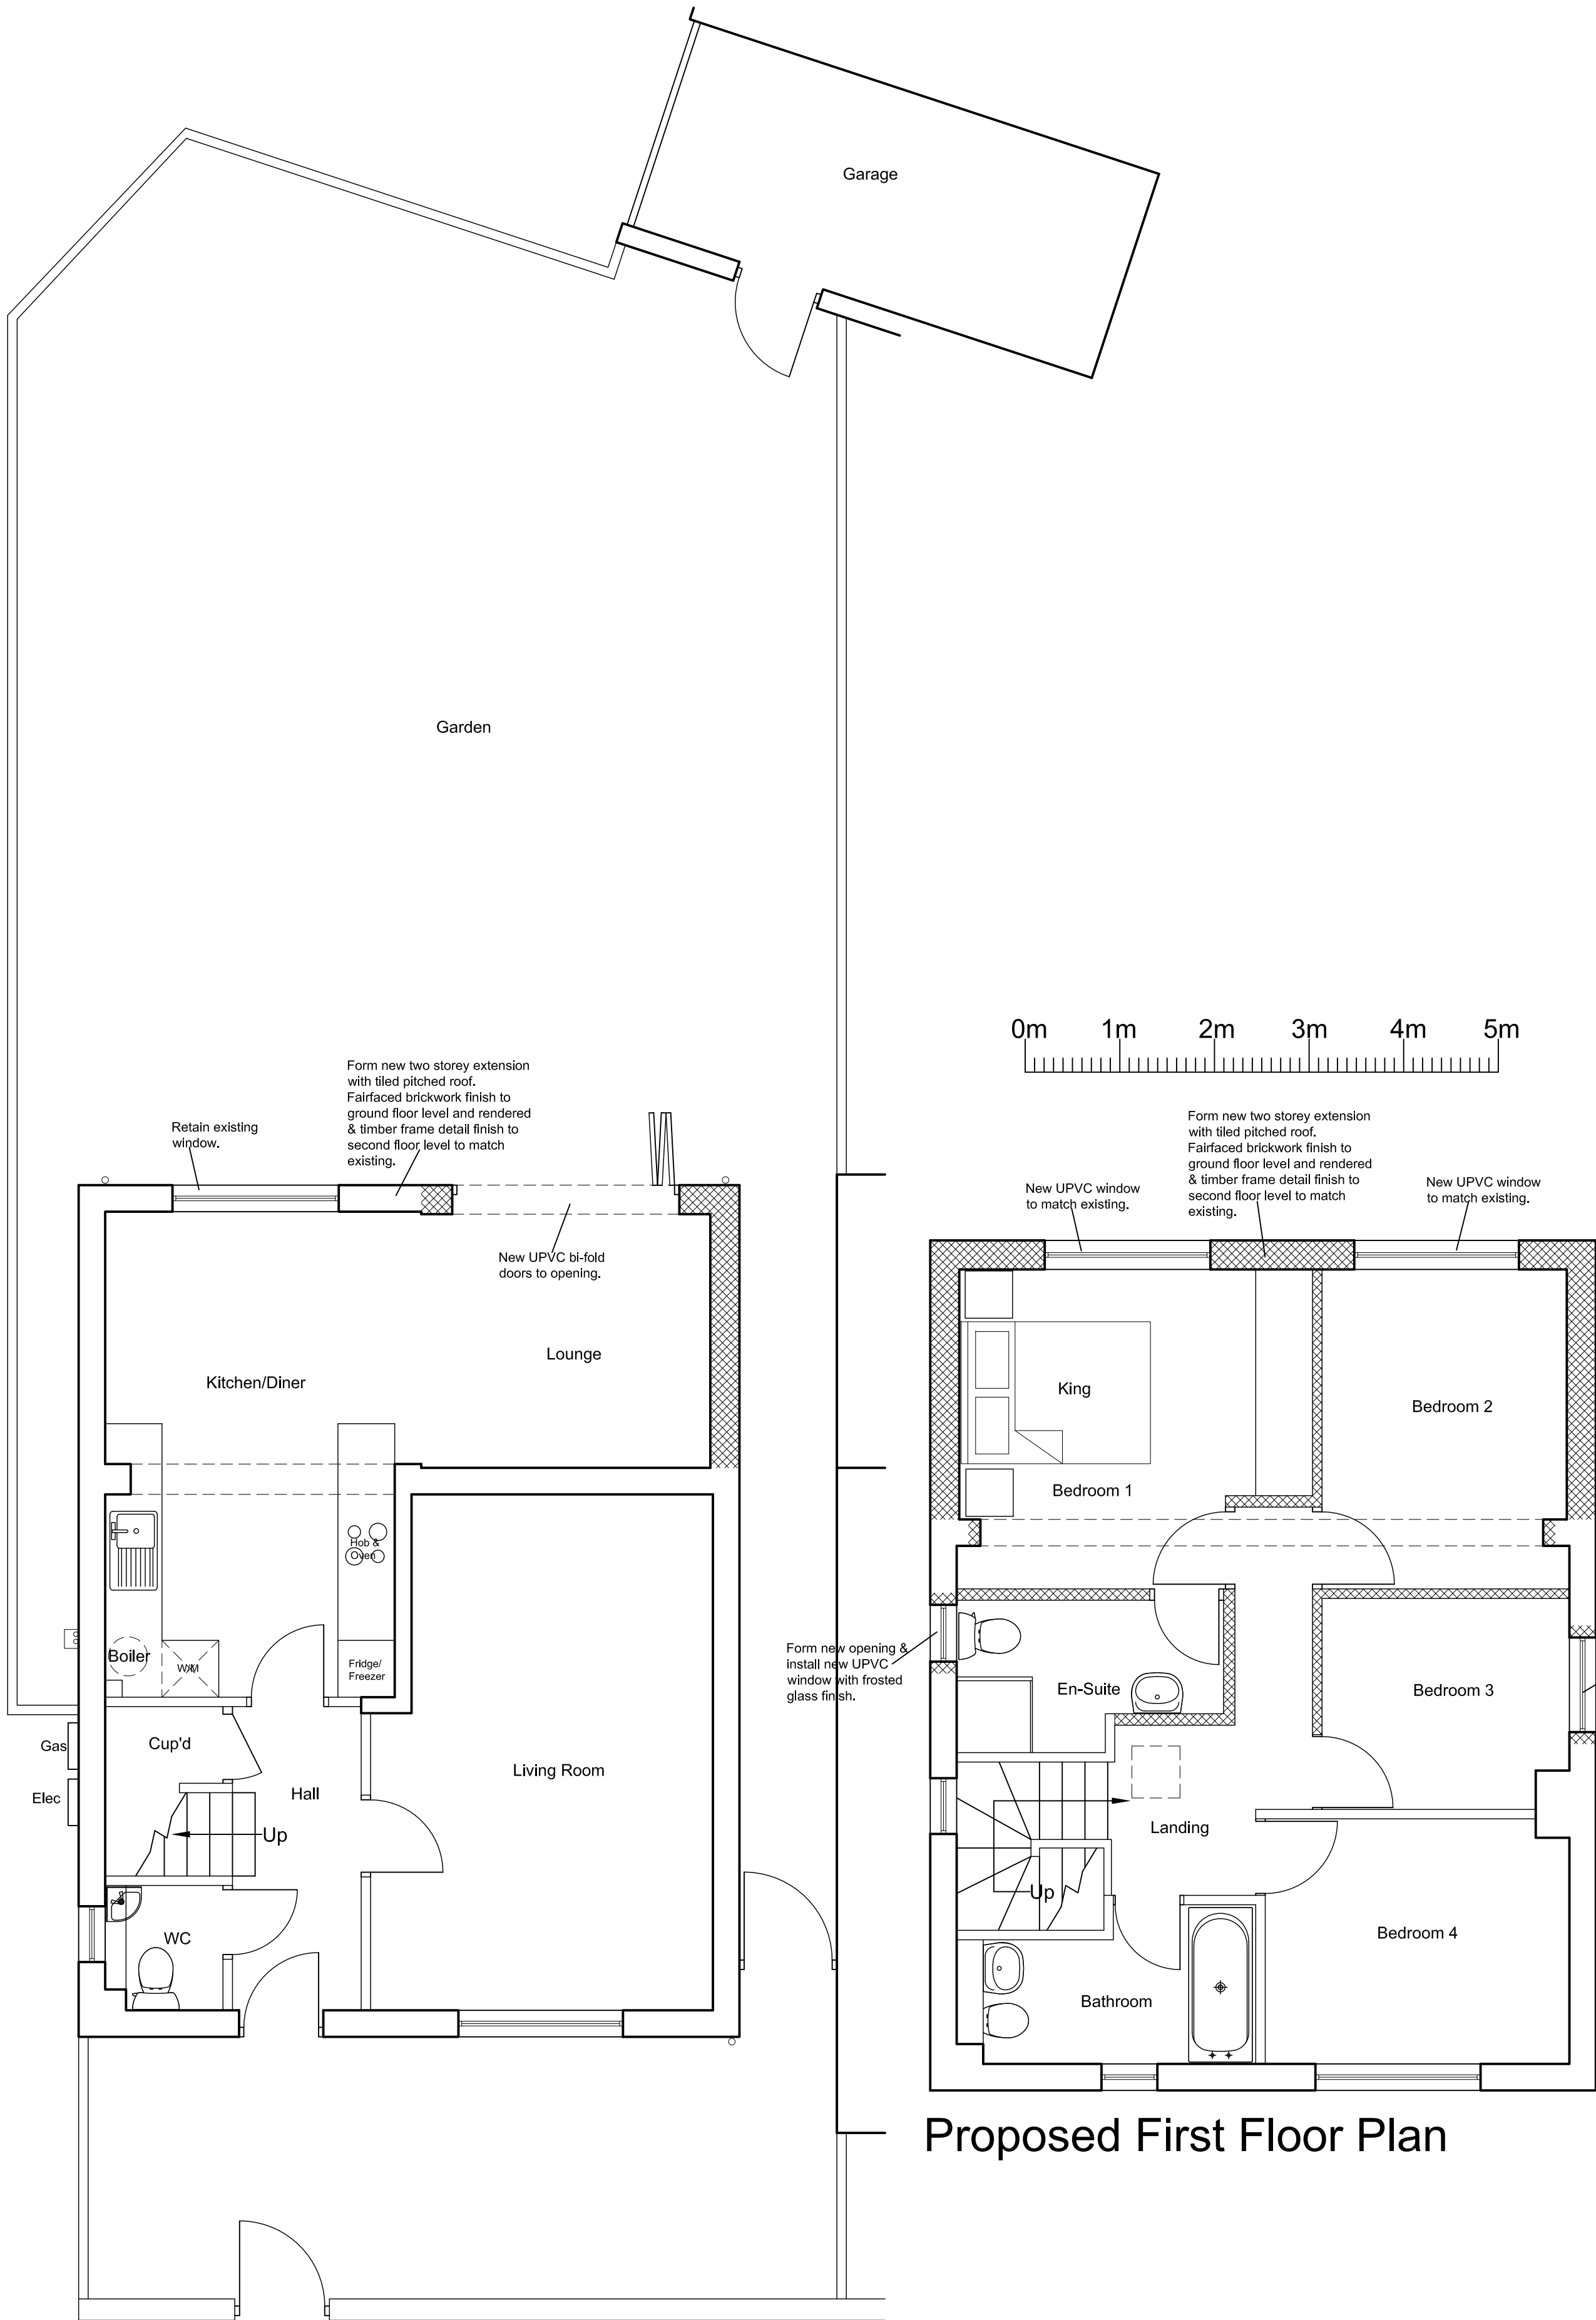 Garage
Garden
0m 1m 2m 3m 4m 5m
Form new two storey extension
with tiled pitched roof.
Fairfaced brickwork finish to
ground floor level and rendered
& timber frame detail finish to
second floor level to match
existing.
Retain existing
window.
New UPVC bi-fold
doors to opening.
Lounge
Kitchen/Diner
Hob &
Oven
Boiler
W/M
Fridge/
Freezer
Gas
Cup'd
Elec
Hall
Up
Living Room
WC
Form new two storey extension
with tiled pitched roof.
Fairfaced brickwork finish to
ground floor level and rendered
& timber frame detail finish to
second floor level to match
existing.
New UPVC window
to match existing.
New UPVC window
to match existing.
King
Bedroom 2
Bedroom 1
Form new opening &
install new UPVC
window with frosted
glass finish.
En-Suite
Bedroom 3
Landing
Up
Bedroom 4
Bathroom
Proposed First Floor Plan